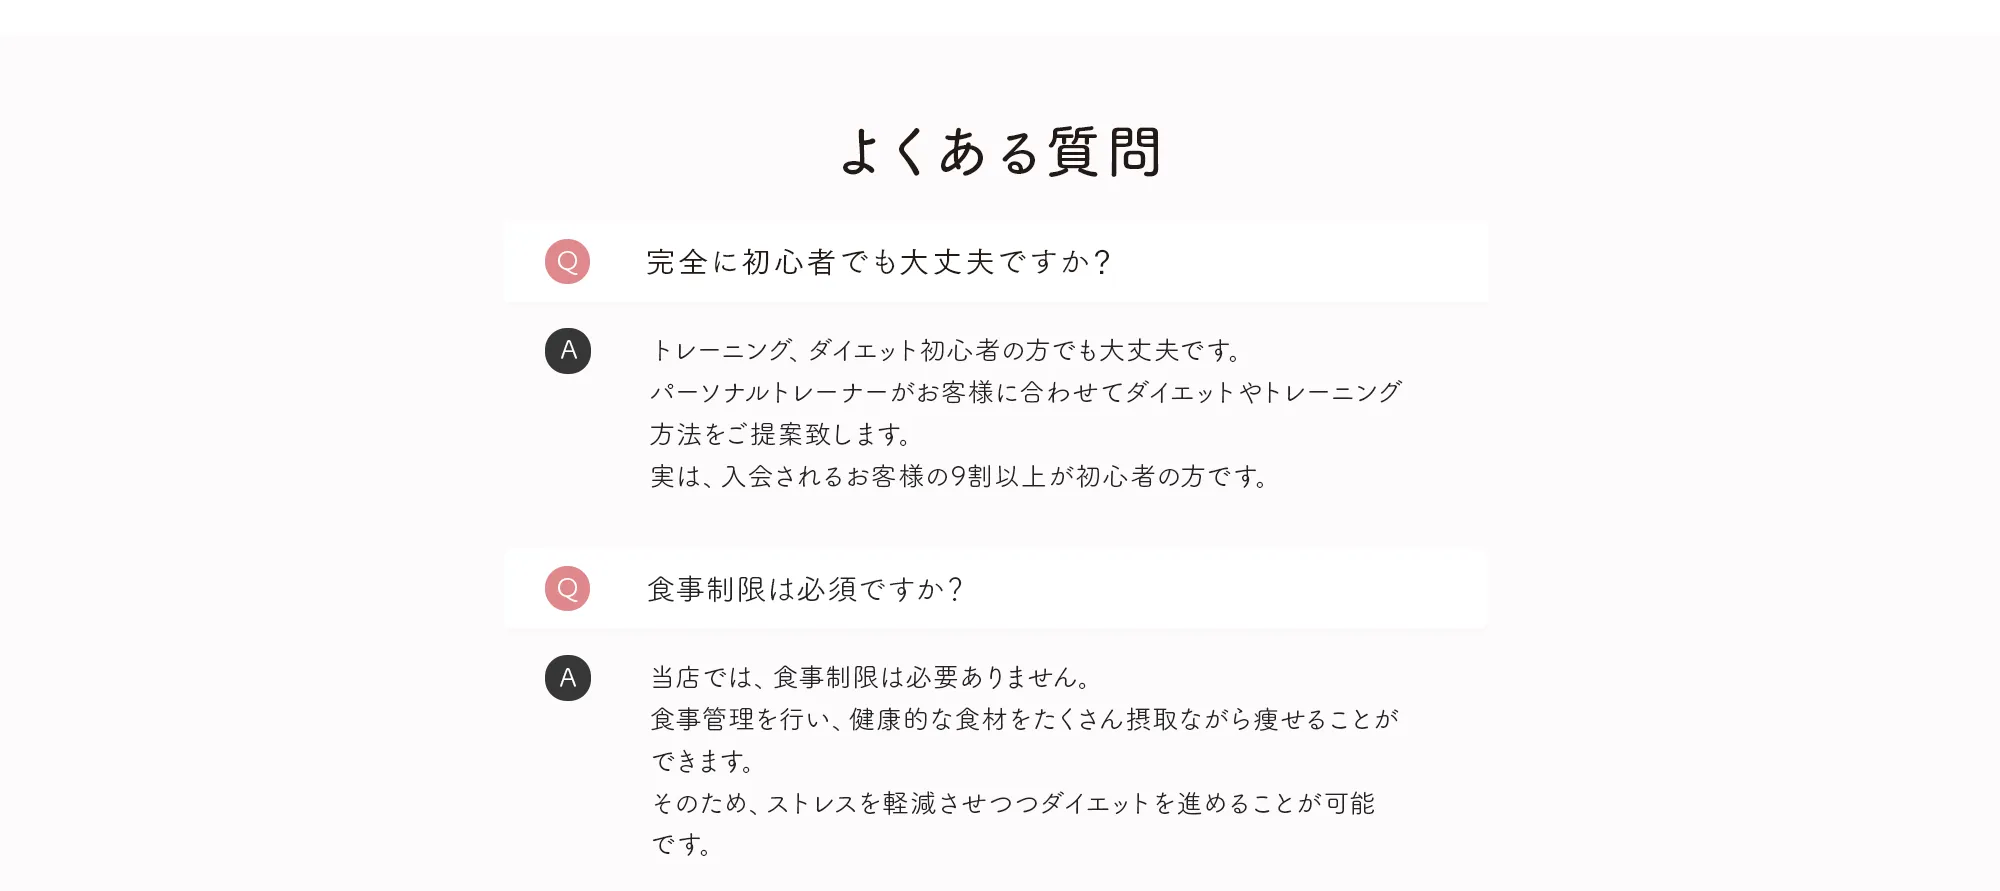 よくある質問
Q 完全に初心者でも大丈夫ですか？
A トレーニング、ダイエット初心者の方でも大丈夫です。
パーソナルトレーナーがお客様に合わせてダイエットやトレーニング
方法をご提案致します。
実は、入会されるお客様の9割以上が初心者の方です。
Q 食事制限は必須ですか？
A 当店では、食事制限は必要ありません。
食事管理を行い、健康的な食材をたくさん摂取ながら痩せることが
できます。
そのため、ストレスを軽減させつつダイエットを進めることが可能
です。